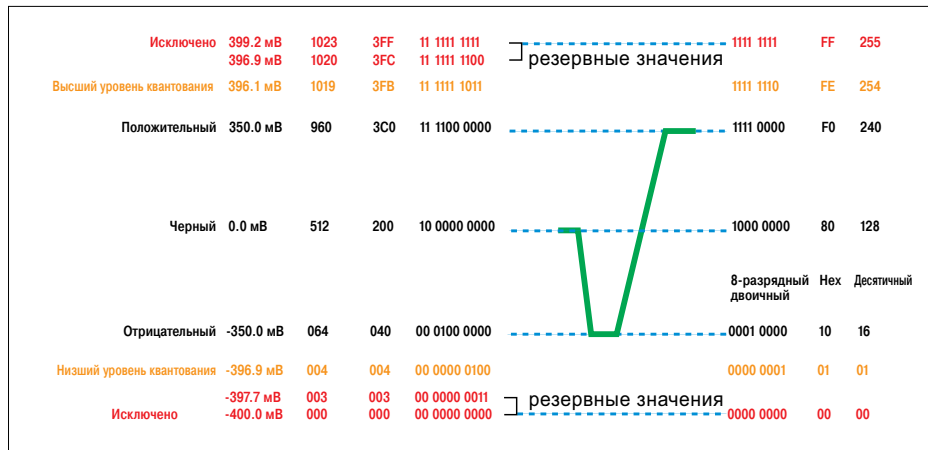 Исключено 399.2 мВ 1023 3FF 11 1111 1111 1111 1111 FF 255
396.9 мВ 1020 3FC 11 1111 1100 резервные значения
Высший уровень квантования 396.1 мВ 1019 3FB 11 1111 1011 1111 1110 FE 254
Положительный 350.0 мВ 960 3C0 11 1100 0000 1111 0000 F0 240
Черный 0.0 мВ 512 200 10 0000 0000 1000 0000 80 128
8-разрядный Hex Десятичный
двоичный
Отрицательный -350.0 мВ 064 040 00 0100 0000 0001 0000 10 16
Низший уровень квантования -396.9 мВ 004 004 00 0000 0100 0000 0001 01 01
-397.7 мВ 003 003 00 0000 0011 резервные значения
Исключено -400.0 мВ 000 000 00 0000 0000 0000 0000 00 00